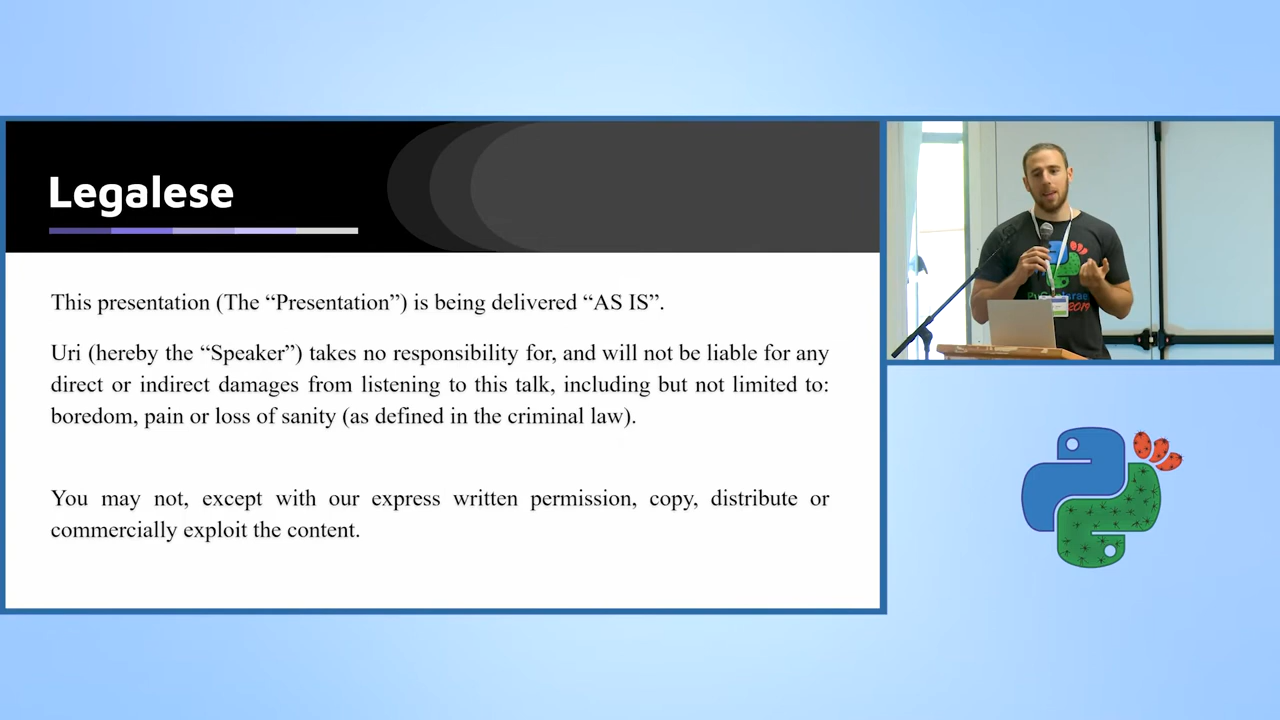 Legalese
This presentation (The “Presentation”) is being delivered “AS IS”.
Uri (hereby the “Speaker”) takes no responsibility for, and will not be liable for any
direct or indirect damages from listening to this talk, including but not limited to:
boredom, pain or loss of sanity (as defined in the criminal law).
You may not, except with our express written permission, copy, distribute or
commercially exploit the content.
2019